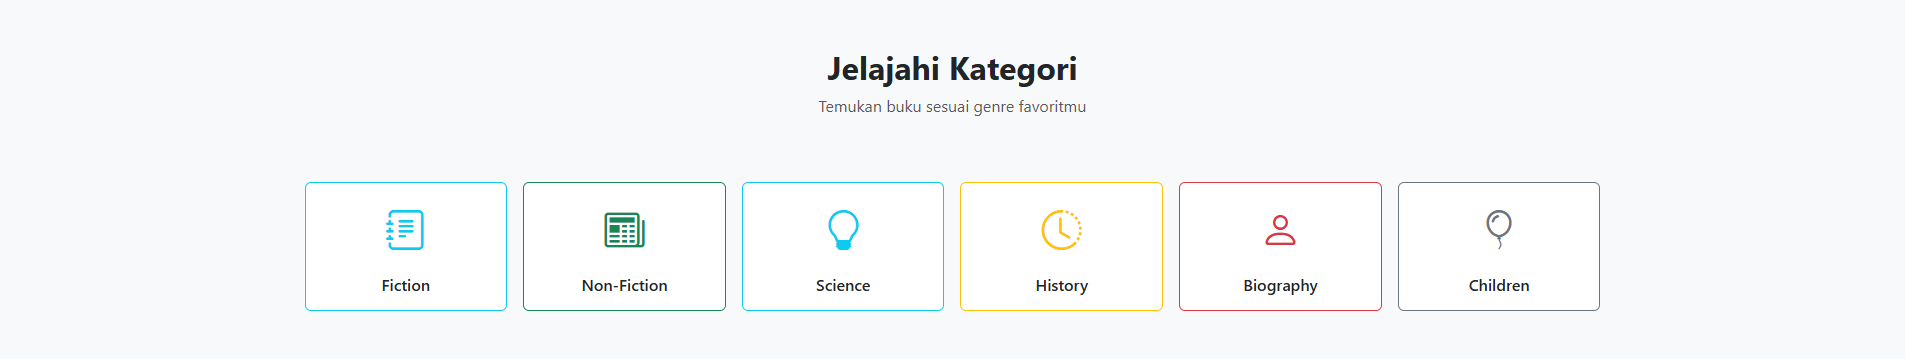 Jelajahi Kategori
Temukan buku sesuai genre favoritmu
Fiction
Non-Fiction
Science
History
Biography
Children